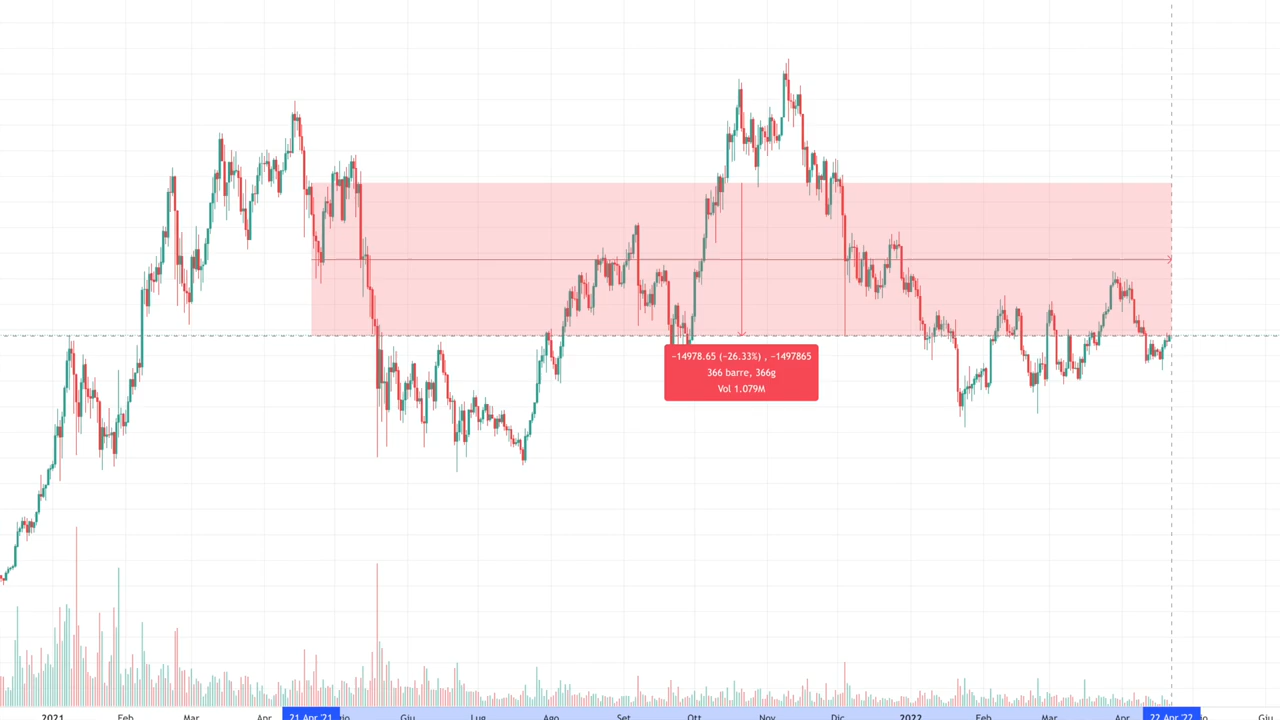 −14978.65 (−26.33%) , −1497865
366 barre, 366g
Vol 1.079M
2021 Feb Mar Apr 21 Apr '21 gio Giu Lug Ago Set Ott Nov Dic 2022 Feb Mar Apr 22 Apr '22 Giu